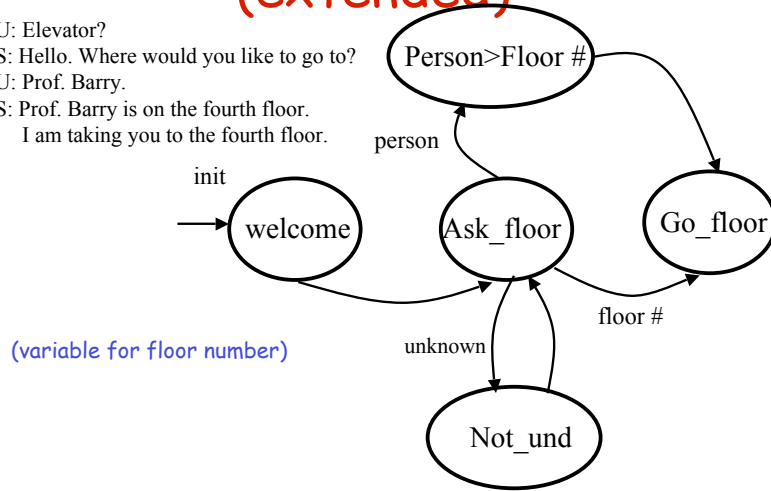 (extended)
U: Elevator?
S: Hello. Where would you like to go to?
U: Prof. Barry.
S: Prof. Barry is on the fourth floor.
I am taking you to the fourth floor.
Person>Floor #
person
init
welcome
Ask_floor
Go_floor
floor #
(variable for floor number)
unknown
Not_und